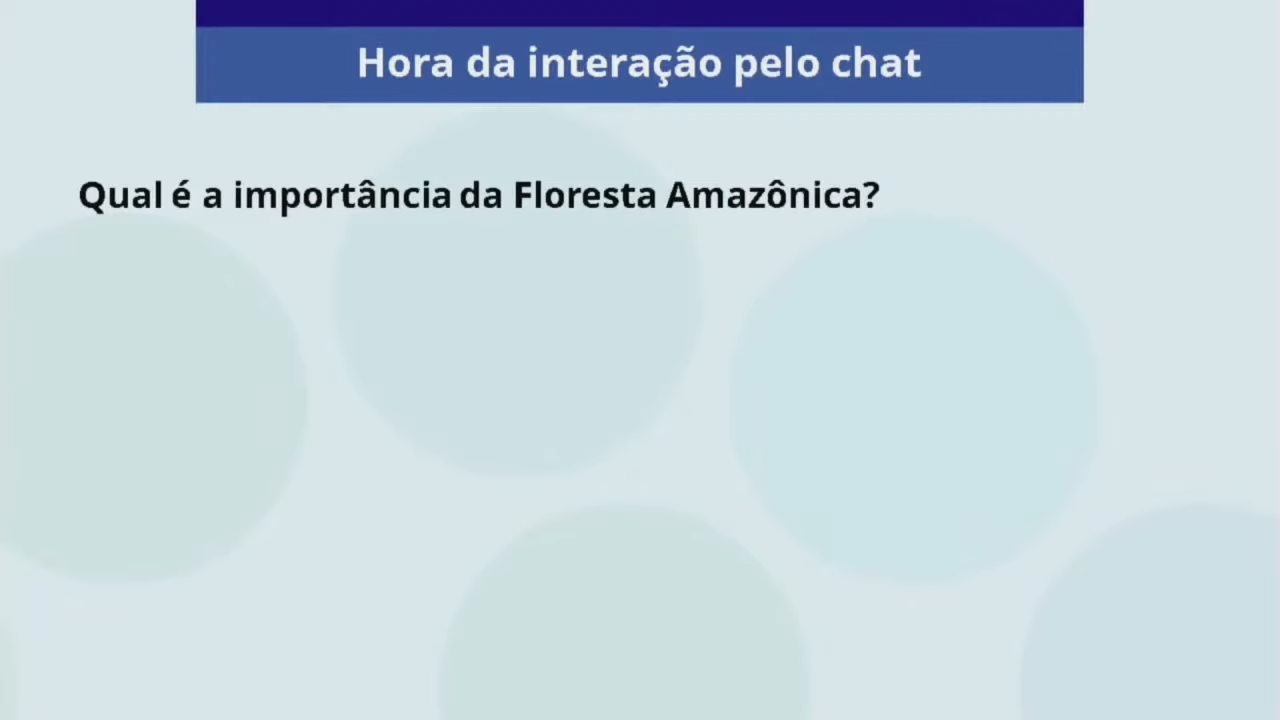 Hora da interação pelo chat
Qual é a importância da Floresta Amazônica?